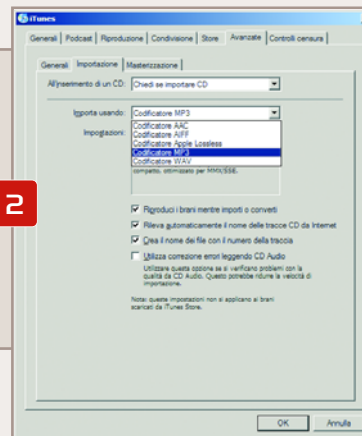 iTunes
Generali Podcast Riproduzione Condivisione Store Avanzate Controlli censura
Generali Importazione Masterizzazione
All'inserimento di un CD: Chiedi se importare CD
Importa usando: Codificatore MP3
Impostazioni:
Codificatore AAC
Codificatore AIFF
Codificatore Apple Lossless
Codificatore MP3
Codificatore WAV
compatto, ottimizzato per MMX/SSE.
2
Riproduci i brani mentre importi o converti
Rileva automaticamente il nome delle tracce CD da Internet
Crea il nome dei file con il numero della traccia
Utilizza correzione errori leggendo CD Audio
Utilizzare questa opzione se si verificano problemi con la
qualità da CD Audio. Questo potrebbe ridurre la velocità di
importazione.
Nota: queste impostazioni non si applicano ai brani
scaricati da iTunes Store.
OK Annulla